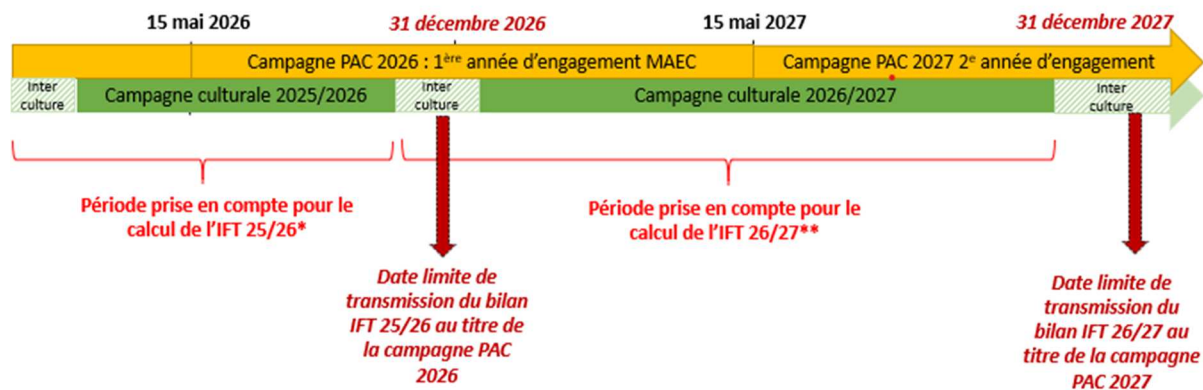 15 mai 2026
31 décembre 2026
15 mai 2027
31 décembre 2027
Campagne PAC 2026 : 1ère année d'engagement MAEC
Campagne PAC 2027 2e année d'engagement
Inter
culture
Campagne culturale 2025/2026
Inter
culture
Campagne culturale 2026/2027
Inter
culture
Période prise en compte pour le
calcul de l'IFT 25/26*
Période prise en compte pour le
calcul de l'IFT 26/27**
Date limite de
transmission du bilan
IFT 25/26 au titre de
la campagne PAC
2026
Date limite de
transmission du
bilan IFT 26/27 au
titre de la campagne
PAC 2027